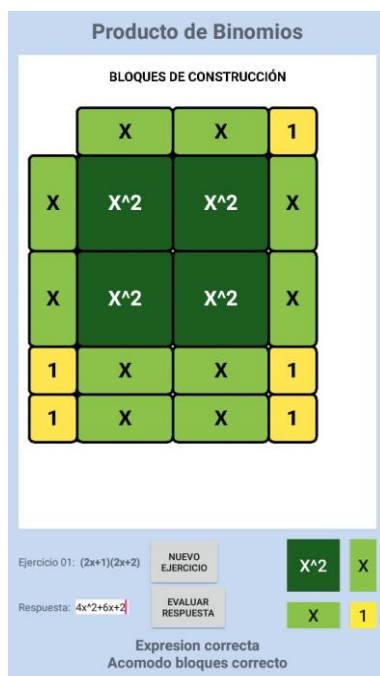 Producto de Binomios
BLOQUES DE CONSTRUCCIÓN
X X 1
X X^2 X^2 X
X X^2 X^2 X
1 X X 1
1 X X 1
Ejercicio 01: (2x+1)(2x+2)
NUEVO
EJERCICIO
X^2 X
Respuesta: 4x^2+6x+2
EVALUAR
RESPUESTA
X 1
Expresion correcta
Acomodo bloques correcto